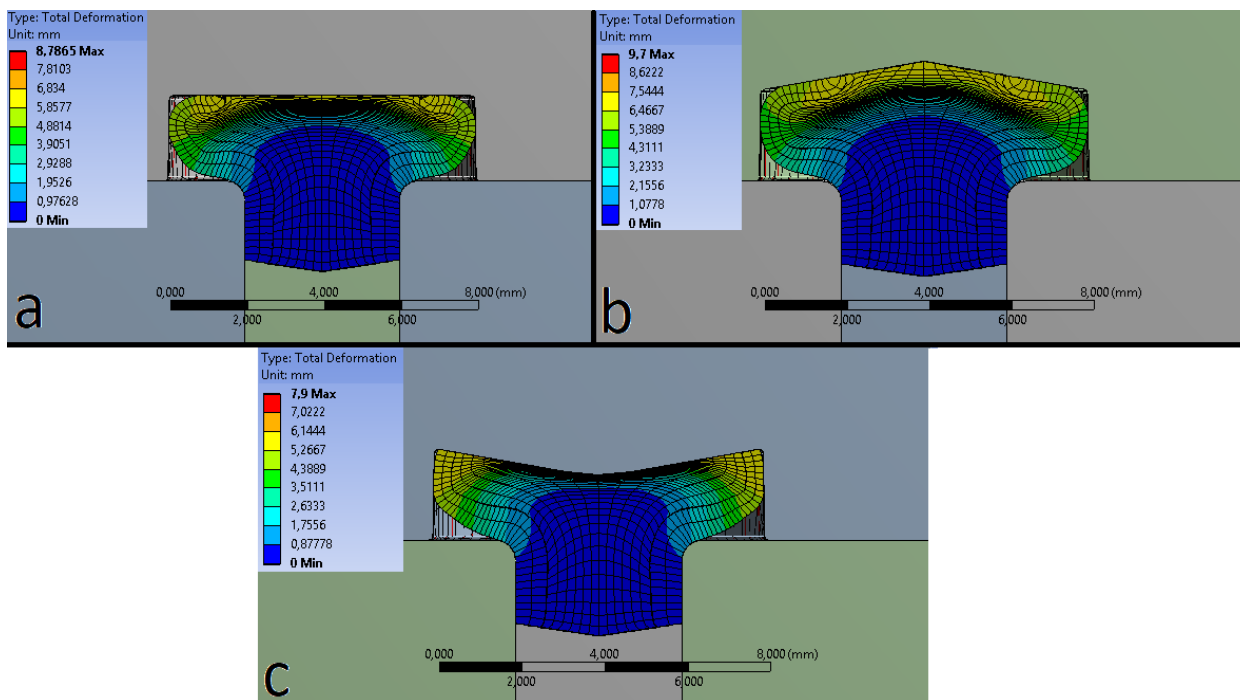 Type: Total Deformation
Unit: mm
8,7865 Max
7,8103
6,834
5,8577
4,8814
3,9051
2,9288
1,9526
0,97628
0 Min
0,000 4,000 8,000 (mm)
2,000 6,000
a
Type: Total Deformation
Unit: mm
9,7 Max
8,6222
7,5444
6,4667
5,3889
4,3111
3,2333
2,1556
1,0778
0 Min
0,000 4,000 8,000 (mm)
2,000 6,000
b
Type: Total Deformation
Unit: mm
7,9 Max
7,0222
6,1444
5,2667
4,3889
3,5111
2,6333
1,7556
0,87778
0 Min
0,000 4,000 8,000 (mm)
2,000 6,000
c